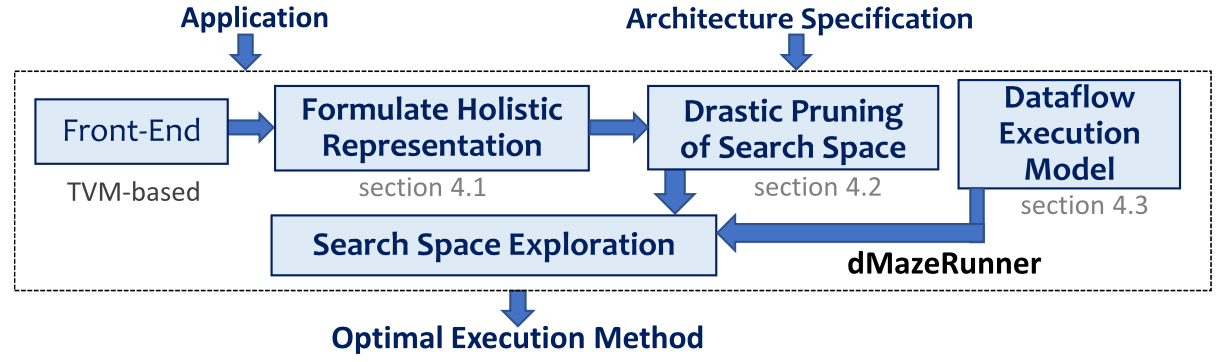 Application
Architecture Specification
Front-End
TVM-based
Formulate Holistic
Representation
section 4.1
Drastic Pruning
of Search Space
section 4.2
Dataflow
Execution
Model
section 4.3
Search Space Exploration
dMazeRunner
Optimal Execution Method